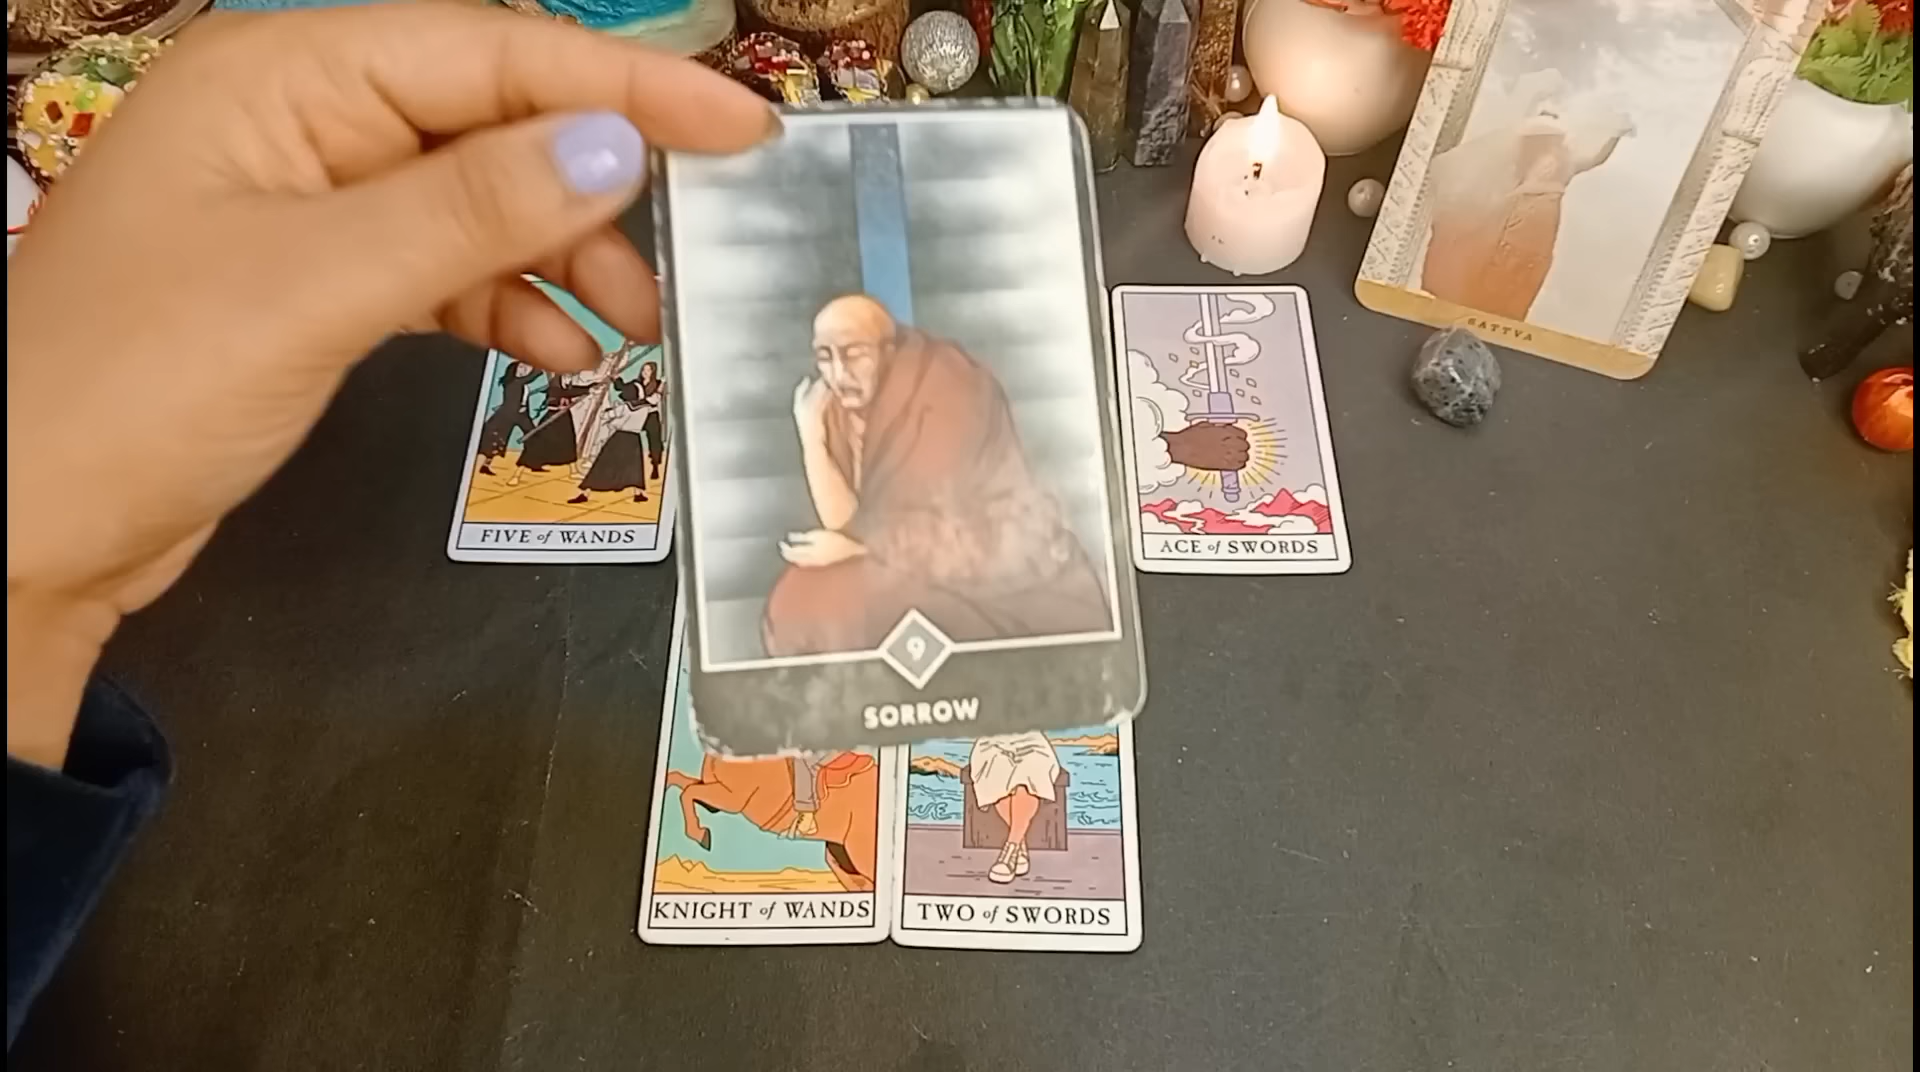 SATTVA
FIVE of WANDS
ACE of SWORDS
9
SORROW
KNIGHT of WANDS
TWO of SWORDS